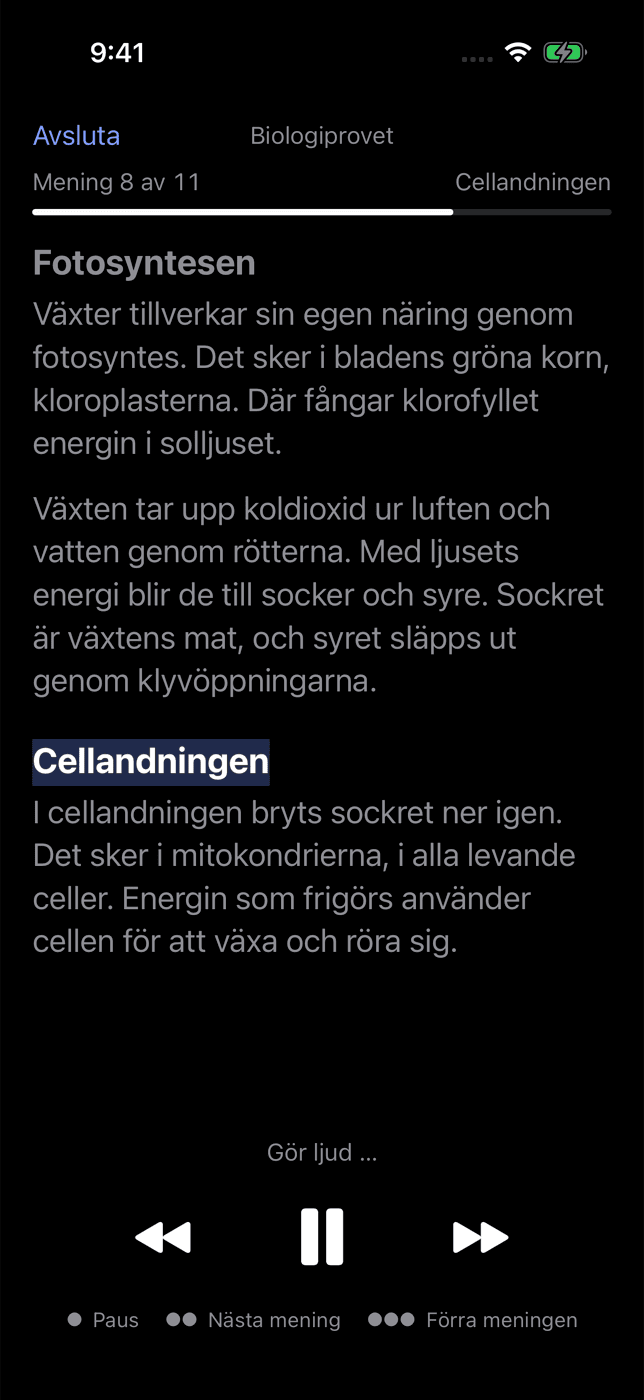 9:41
Avsluta
Biologiprovet
Mening 8 av 11
Cellandningen
Fotosyntesen
Växter tillverkar sin egen näring genom
fotosyntes. Det sker i bladens gröna korn,
kloroplasterna. Där fångar klorofyllet
energin i solljuset.
Växten tar upp koldioxid ur luften och
vatten genom rötterna. Med ljusets
energi blir de till socker och syre. Sockret
är växtens mat, och syret släpps ut
genom klyvöppningarna.
Cellandningen
I cellandningen bryts sockret ner igen.
Det sker i mitokondrierna, i alla levande
celler. Energin som frigörs använder
cellen för att växa och röra sig.
Gör ljud ...
Paus
Nästa mening
Förra meningen